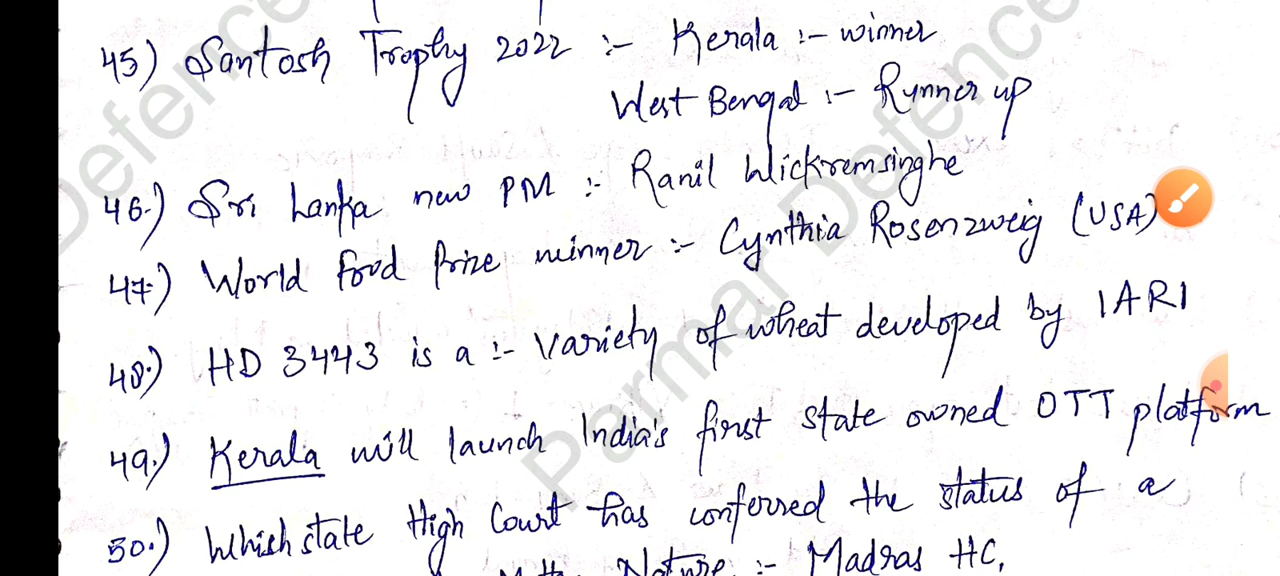 45) Santosh Trophy 2022 :- Kerala :- winner
West Bengal :- Runner up
46.) Sri Lanka new PM :- Ranil Wickremsinghe
47.) World Food Prize winner :- Cynthia Rosenzweig (USA)
48.) HD 3443 is a :- Variety of wheat developed by IARI
49.) Kerala will launch India's first state owned OTT platform
50.) Which state High Court has conferred the status of a
Nature :- Madras HC.
Parmar Defence
Defence